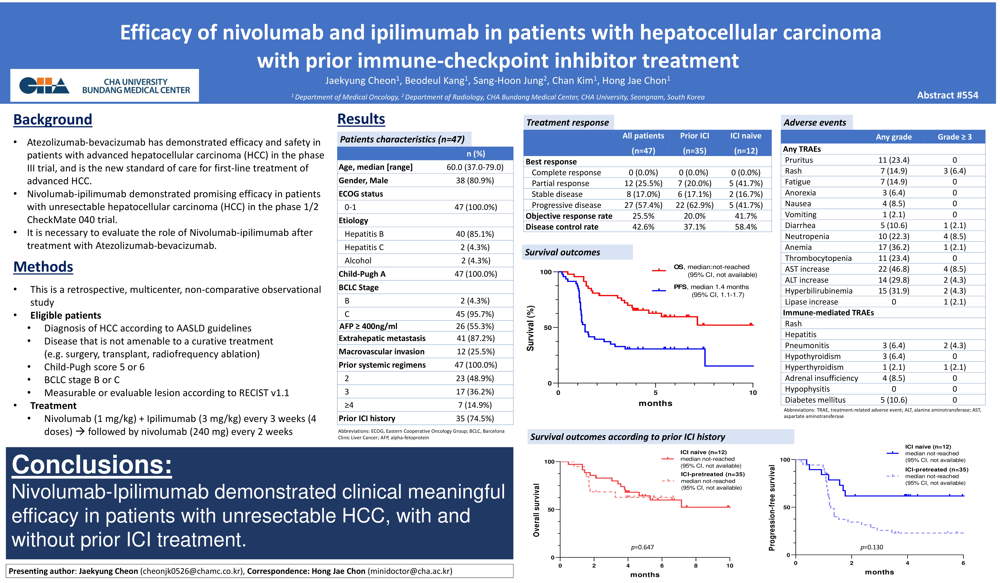 Efficacy of nivolumab and ipilimumab in patients with hepatocellular carcinoma
with prior immune-checkpoint inhibitor treatment
Jaekyung Cheon1, Beodeul Kang1, Sang-Hoon Jung2, Chan Kim1, Hong Jae Chon1
1 Department of Medical Oncology, 2 Department of Radiology, CHA Bundang Medical Center, CHA University, Seongnam, South Korea
Abstract #554
CHA
CHA UNIVERSITY
BUNDANG MEDICAL CENTER
Background
• Atezolizumab-bevacizumab has demonstrated efficacy and safety in
patients with advanced hepatocellular carcinoma (HCC) in the phase
III trial, and is the new standard of care for first-line treatment of
advanced HCC.
• Nivolumab-ipilimumab demonstrated promising efficacy in patients
with unresectable hepatocellular carcinoma (HCC) in the phase 1/2
CheckMate 040 trial.
• It is necessary to evaluate the role of Nivolumab-ipilimumab after
treatment with Atezolizumab-bevacizumab.
Methods
• This is a retrospective, multicenter, non-comparative observational
study
• Eligible patients
• Diagnosis of HCC according to AASLD guidelines
• Disease that is not amenable to a curative treatment
(e.g. surgery, transplant, radiofrequency ablation)
• Child-Pugh score 5 or 6
• BCLC stage B or C
• Measurable or evaluable lesion according to RECIST v1.1
• Treatment
• Nivolumab (1 mg/kg) + Ipilimumab (3 mg/kg) every 3 weeks (4
doses) → followed by nivolumab (240 mg) every 2 weeks
Results
Patients characteristics (n=47)
n (%)
Age, median [range] 60.0 (37.0-79.0)
Gender, Male 38 (80.9%)
ECOG status
0-1 47 (100.0%)
Etiology
Hepatitis B 40 (85.1%)
Hepatitis C 2 (4.3%)
Alcohol 2 (4.3%)
Child-Pugh A 47 (100.0%)
BCLC Stage
B 2 (4.3%)
C 45 (95.7%)
AFP ≥ 400ng/ml 26 (55.3%)
Extrahepatic metastasis 41 (87.2%)
Macrovascular invasion 12 (25.5%)
Prior systemic regimens 47 (100.0%)
2 23 (48.9%)
3 17 (36.2%)
≥4 7 (14.9%)
Prior ICI history 35 (74.5%)
Abbreviations: ECOG, Eastern Cooperative Oncology Group; BCLC, Barcelona
Clinic Liver Cancer; AFP, alpha-fetoprotein
Treatment response
All patients Prior ICI ICI naive
(n=47) (n=35) (n=12)
Best response
Complete response 0 (0.0%) 0 (0.0%) 0 (0.0%)
Partial response 12 (25.5%) 7 (20.0%) 5 (41.7%)
Stable disease 8 (17.0%) 6 (17.1%) 2 (16.7%)
Progressive disease 27 (57.4%) 22 (62.9%) 5 (41.7%)
Objective response rate 25.5% 20.0% 41.7%
Disease control rate 42.6% 37.1% 58.4%
Survival outcomes
OS, median:not-reached
(95% CI, not available)
PFS, median 1.4 months
(95% CI, 1.1-1.7)
Survival (%)
100
50
0
0 5 10
months
Adverse events
Any grade Grade ≥ 3
Any TRAEs
Pruritus 11 (23.4) 0
Rash 7 (14.9) 3 (6.4)
Fatigue 7 (14.9) 0
Anorexia 3 (6.4) 0
Nausea 4 (8.5) 0
Vomiting 1 (2.1) 0
Diarrhea 5 (10.6) 1 (2.1)
Neutropenia 10 (22.3) 4 (8.5)
Anemia 17 (36.2) 1 (2.1)
Thrombocytopenia 11 (23.4) 0
AST increase 22 (46.8) 4 (8.5)
ALT increase 14 (29.8) 2 (4.3)
Hyperbilirubinemia 15 (31.9) 2 (4.3)
Lipase increase 0 1 (2.1)
Immune-mediated TRAEs
Rash
Hepatitis
Pneumonitis 3 (6.4) 2 (4.3)
Hypothyroidism 3 (6.4) 0
Hyperthyroidism 1 (2.1) 1 (2.1)
Adrenal insufficiency 4 (8.5) 0
Hypophysitis 0 0
Diabetes mellitus 5 (10.6) 0
Abbreviations: TRAE, treatment-related adverse event; ALT, alanine aminotransferase; AST,
aspartate aminotransferase
Survival outcomes according to prior ICI history
ICI naive (n=12)
median not-reached
(95% CI, not available)
ICI-pretreated (n=35)
median not-reached
(95% CI, not available)
Overall survival
100
50
0
p=0.647
0 2 4 6 8 10
months
ICI naive (n=12)
median not-reached
(95% CI, not available)
ICI-pretreated (n=35)
median not-reached
(95% CI, not available)
Progression-free survival
100
50
0
p=0.130
0 2 4 6
months
Conclusions:
Nivolumab-Ipilimumab demonstrated clinical meaningful
efficacy in patients with unresectable HCC, with and
without prior ICI treatment.
Presenting author: Jaekyung Cheon (cheonjk0526@chamc.co.kr), Correspondence: Hong Jae Chon (minidoctor@cha.ac.kr)